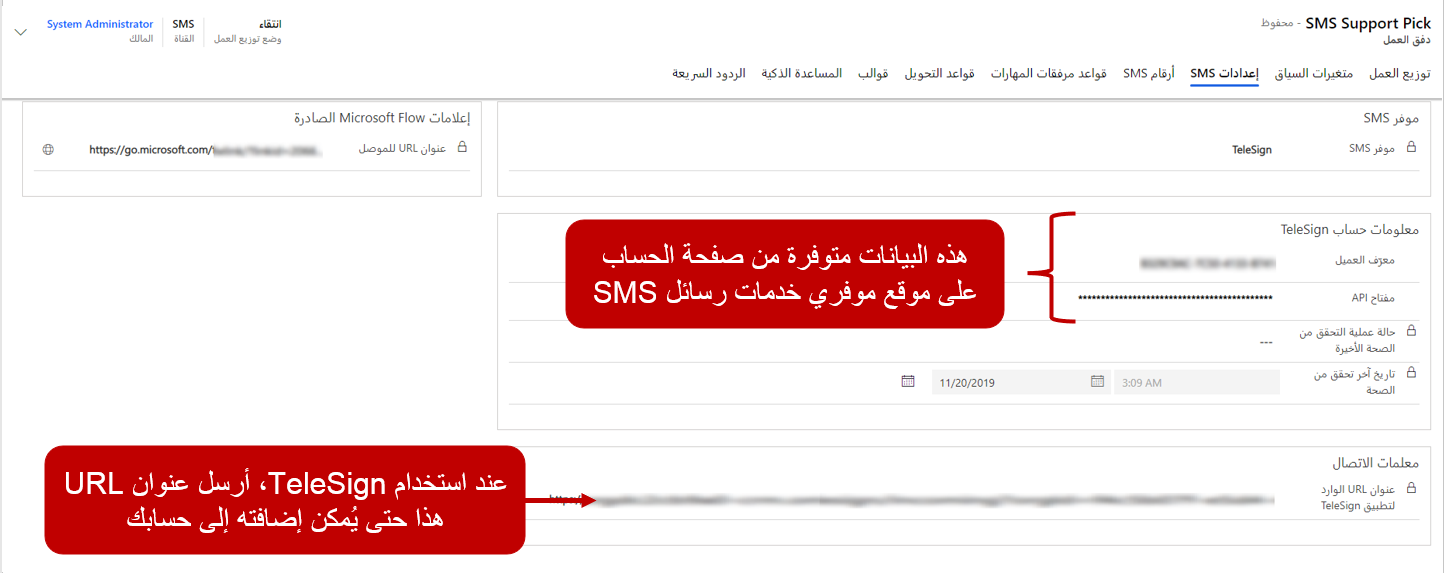 SMS Support Pick - محفوظ
دفق العمل
انتقاء
وضع توزيع العمل
SMS
القناة
System Administrator
المالك
توزيع العمل
متغيرات السياق
إعدادات SMS
أرقام SMS
قواعد مرفقات المهارات
قواعد التحويل
قوالب
المساعدة الذكية
الردود السريعة
موفر SMS
موفر SMS
TeleSign
إعلامات Microsoft Flow الصادرة
عنوان URL للموصل
https://go.microsoft.com/
معلومات حساب TeleSign
معرّف العميل
مفتاح API
*******************************************
حالة عملية التحقق من
الصحة الأخيرة
---
تاريخ آخر تحقق من
الصحة
3:09 AM
11/20/2019
هذه البيانات متوفرة من صفحة الحساب
على موقع موفري خدمات رسائل SMS
معلمات الاتصال
عنوان URL الوارد
لتطبيق TeleSign
عند استخدام TeleSign، أرسل عنوان URL
هذا حتى يُمكن إضافته إلى حسابك